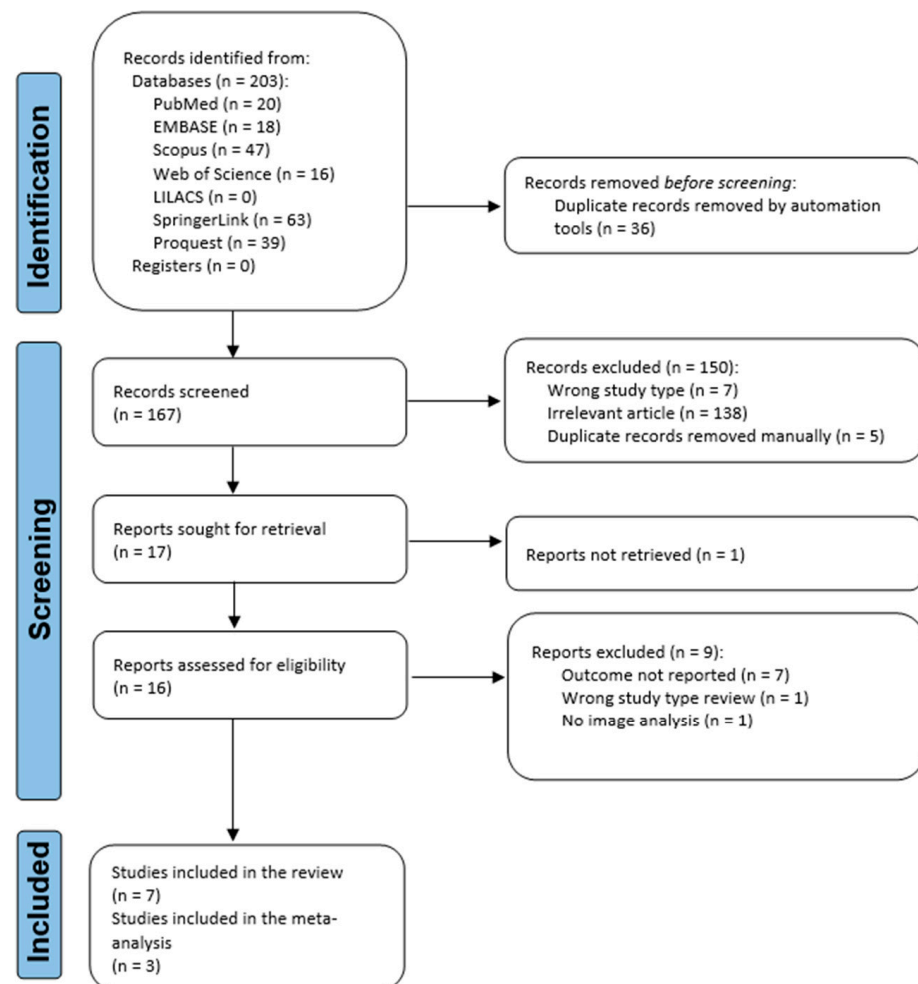 Identification
Records identified from:
Databases (n = 203):
PubMed (n = 20)
EMBASE (n = 18)
Scopus (n = 47)
Web of Science (n = 16)
LILACS (n = 0)
SpringerLink (n = 63)
Proquest (n = 39)
Registers (n = 0)
Records removed before screening:
Duplicate records removed by automation
tools (n = 36)
Screening
Records screened
(n = 167)
Records excluded (n = 150):
Wrong study type (n = 7)
Irrelevant article (n = 138)
Duplicate records removed manually (n = 5)
Reports sought for retrieval
(n = 17)
Reports not retrieved (n = 1)
Reports assessed for eligibility
(n = 16)
Reports excluded (n = 9):
Outcome not reported (n = 7)
Wrong study type review (n = 1)
No image analysis (n = 1)
Included
Studies included in the review
(n = 7)
Studies included in the meta-
analysis
(n = 3)